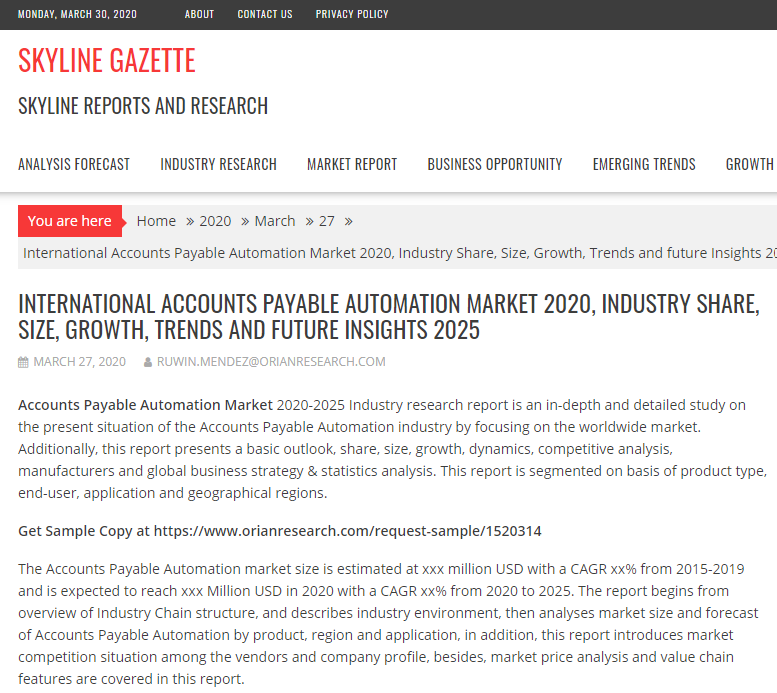 MONDAY, MARCH 30, 2020 ABOUT CONTACT US PRIVACY POLICY
SKYLINE GAZETTE
SKYLINE REPORTS AND RESEARCH
ANALYSIS FORECAST INDUSTRY RESEARCH MARKET REPORT BUSINESS OPPORTUNITY EMERGING TRENDS GROWTH
You are here Home » 2020 » March » 27 »
International Accounts Payable Automation Market 2020, Industry Share, Size, Growth, Trends and future Insights 20
INTERNATIONAL ACCOUNTS PAYABLE AUTOMATION MARKET 2020, INDUSTRY SHARE,
SIZE, GROWTH, TRENDS AND FUTURE INSIGHTS 2025
MARCH 27, 2020 RUWIN.MENDEZ@ORIANRESEARCH.COM
Accounts Payable Automation Market 2020-2025 Industry research report is an in-depth and detailed study on
the present situation of the Accounts Payable Automation industry by focusing on the worldwide market.
Additionally, this report presents a basic outlook, share, size, growth, dynamics, competitive analysis,
manufacturers and global business strategy & statistics analysis. This report is segmented on basis of product type,
end-user, application and geographical regions.
Get Sample Copy at https://www.orianresearch.com/request-sample/1520314
The Accounts Payable Automation market size is estimated at xxx million USD with a CAGR xx% from 2015-2019
and is expected to reach xxx Million USD in 2020 with a CAGR xx% from 2020 to 2025. The report begins from
overview of Industry Chain structure, and describes industry environment, then analyses market size and forecast
of Accounts Payable Automation by product, region and application, in addition, this report introduces market
competition situation among the vendors and company profile, besides, market price analysis and value chain
features are covered in this report.